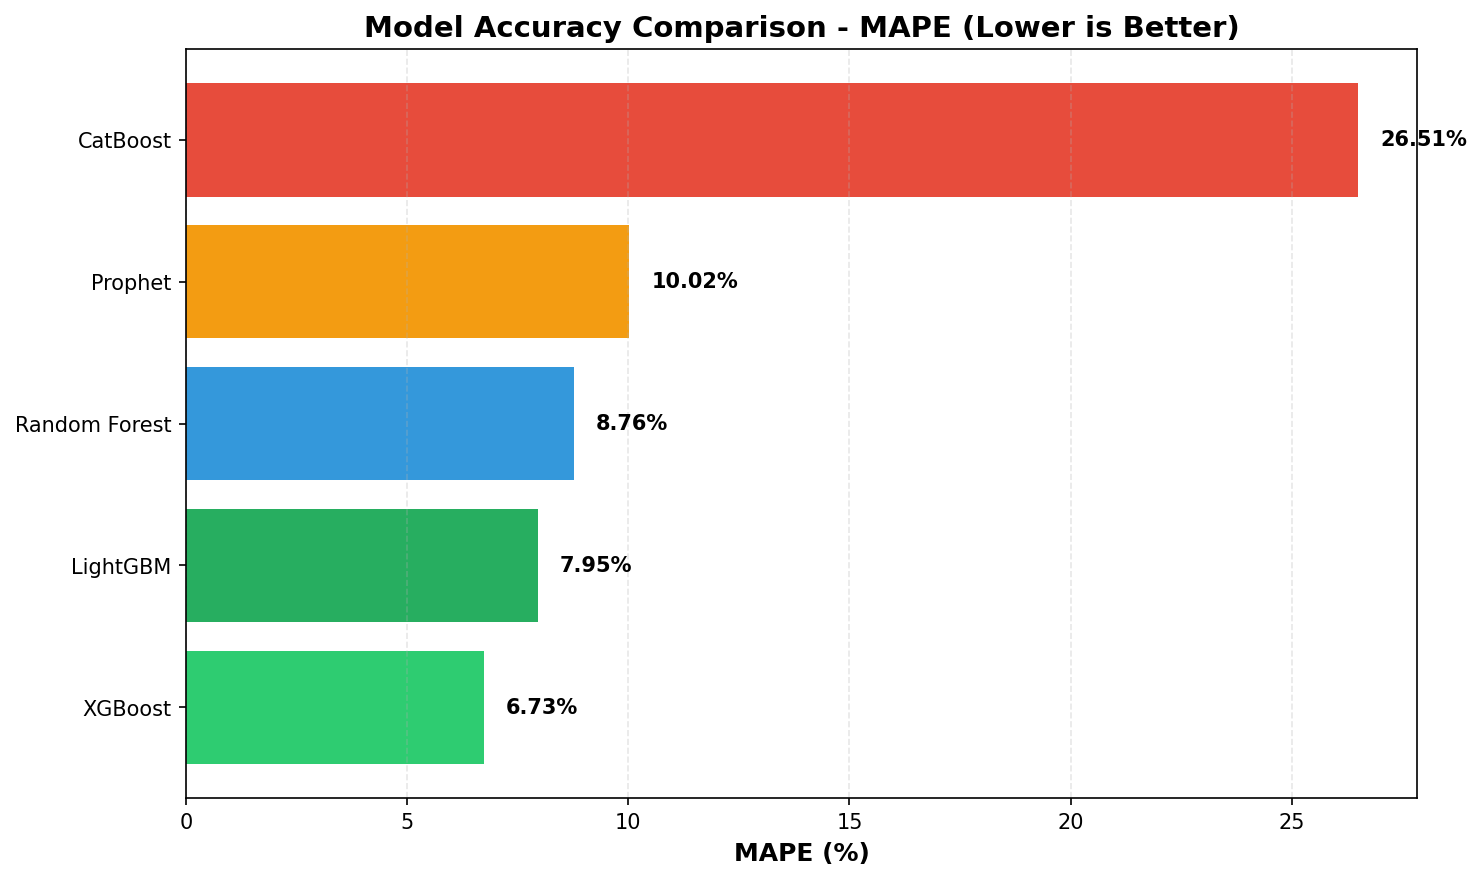 Model Accuracy Comparison - MAPE (Lower is Better)
CatBoost
26.51%
Prophet
10.02%
Random Forest
8.76%
LightGBM
7.95%
XGBoost
6.73%
0 5 10 15 20 25
MAPE (%)